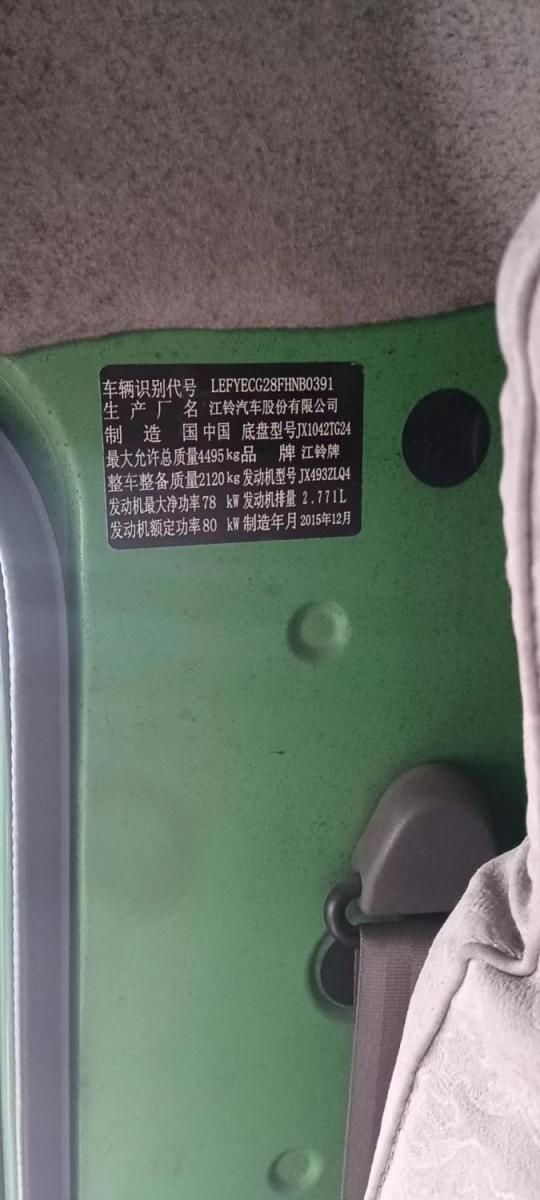 车辆识别代号 LEFYECG28FHNB0391
生产厂名 江铃汽车股份有限公司
制造国 中国 底盘型号 JX1042TG24
最大允许总质量 4495kg 品牌 江铃牌
整车整备质量 2120kg 发动机型号 JX493ZLQ4
发动机最大净功率 78 kW 发动机排量 2.771L
发动机额定功率 80 kW 制造年月 2015年12月